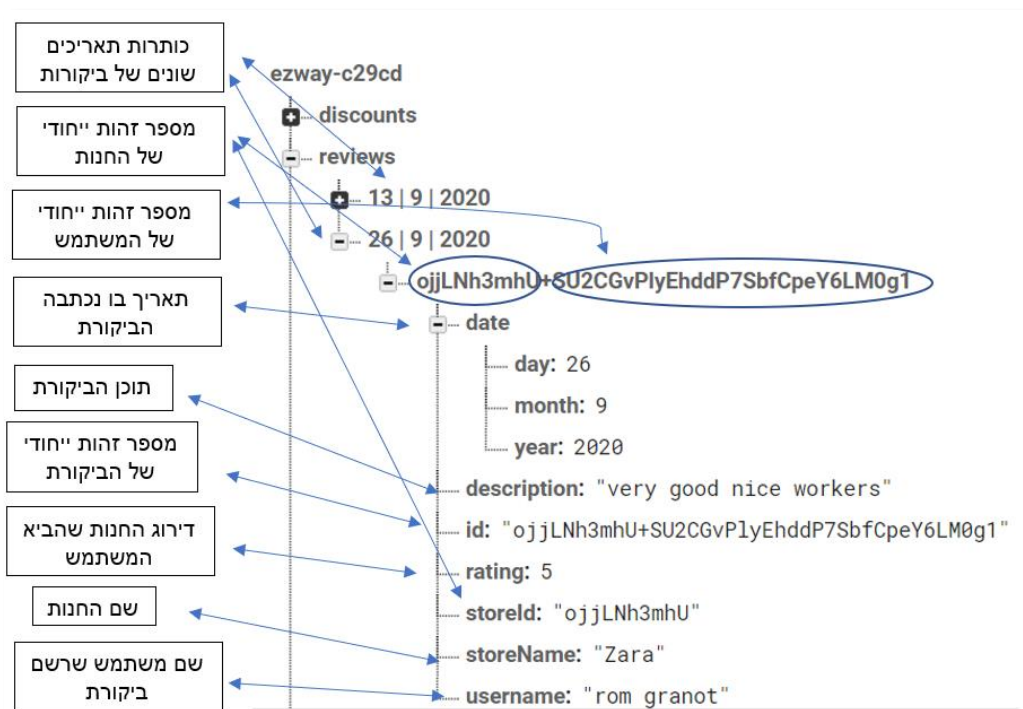 כותרות תאריכים
שונים של ביקורות
מספר זהות ייחודי
של החנות
מספר זהות ייחודי
של המשתמש
תאריך בו נכתבה
הביקורת
תוכן הביקורת
מספר זהות ייחודי
של הביקורת
דירוג החנות שהביא
המשתמש
שם החנות
שם משתמש שרשם
ביקורת
ezway-c29cd
discounts
reviews
13 | 9 | 2020
26 | 9 | 2020
ojjLNh3mhU+SU2CGvPlyEhddP7SbfCpeY6LM0g1
date
day: 26
month: 9
year: 2020
description: "very good nice workers"
id: "ojjLNh3mhU+SU2CGvPlyEhddP7SbfCpeY6LM0g1"
rating: 5
storeId: "ojjLNh3mhU"
storeName: "Zara"
username: "rom granot"